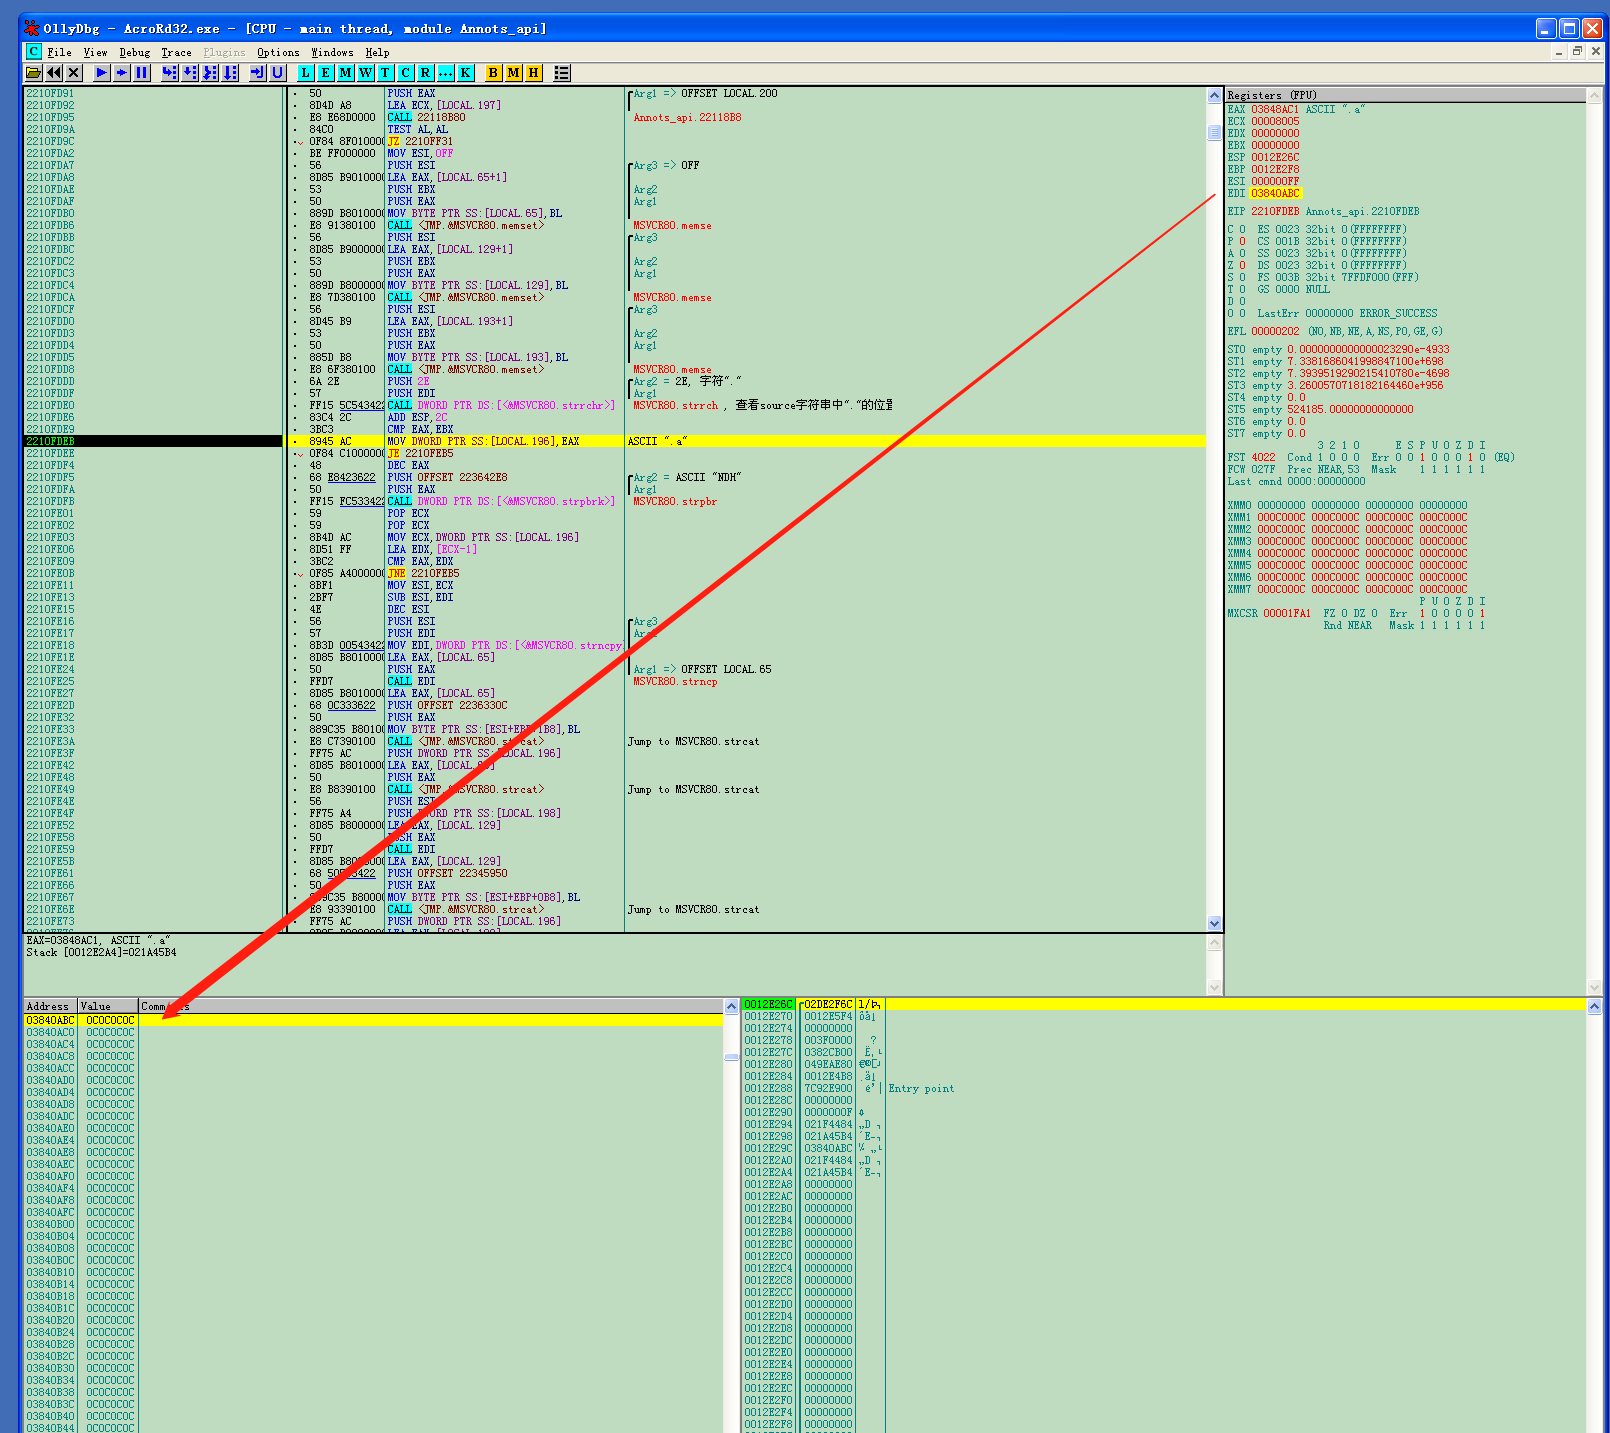 OllyDbg - AcroRd32.exe - [CPU - main thread, module Annots_api]
C File View Debug Trace Plugins Options Windows Help
L E M W T C R ... K B M H
2210FD91 50 PUSH EAX Arg1 => OFFSET LOCAL.200
2210FD92 8D4D A8 LEA ECX,[LOCAL.197]
2210FD95 E8 E68D0000 CALL 22118B80 Annots_api.22118B8
2210FD9A 84C0 TEST AL,AL
2210FD9C 0F84 8F010000 JZ 2210FF31
2210FDA2 BE FF000000 MOV ESI,0FF
2210FDA7 56 PUSH ESI Arg3 => 0FF
2210FDA8 8D85 B9010000 LEA EAX,[LOCAL.65+1]
2210FDAE 53 PUSH EBX Arg2
2210FDAF 50 PUSH EAX Arg1
2210FDB0 889D B8010000 MOV BYTE PTR SS:[LOCAL.65],BL
2210FDB6 E8 91380100 CALL <JMP.&MSVCR80.memset> MSVCR80.memse
2210FDBB 56 PUSH ESI Arg3
2210FDBC 8D85 B9000000 LEA EAX,[LOCAL.129+1]
2210FDC2 53 PUSH EBX Arg2
2210FDC3 50 PUSH EAX Arg1
2210FDC4 889D B8000000 MOV BYTE PTR SS:[LOCAL.129],BL
2210FDCA E8 7D380100 CALL <JMP.&MSVCR80.memset> MSVCR80.memse
2210FDCF 56 PUSH ESI Arg3
2210FDD0 8D45 B9 LEA EAX,[LOCAL.193+1]
2210FDD3 53 PUSH EBX Arg2
2210FDD4 50 PUSH EAX Arg1
2210FDD5 885D B8 MOV BYTE PTR SS:[LOCAL.193],BL
2210FDD8 E8 6F380100 CALL <JMP.&MSVCR80.memset> MSVCR80.memse
2210FDDD 6A 2E PUSH 2E Arg2 = 2E, 字符"."
2210FDDF 57 PUSH EDI Arg1
2210FDE0 FF15 5C543422 CALL DWORD PTR DS:[<&MSVCR80.strrchr>] MSVCR80.strrch , 查看source字符串中"."的位置
2210FDE6 83C4 2C ADD ESP,2C
2210FDE9 3BC3 CMP EAX,EBX
2210FDEB 8945 AC MOV DWORD PTR SS:[LOCAL.196],EAX ASCII ".a"
2210FDEE 0F84 C1000000 JE 2210FEB5
2210FDF4 48 DEC EAX
2210FDF5 68 E8423622 PUSH OFFSET 223642E8 Arg2 = ASCII "NDH"
2210FDFA 50 PUSH EAX Arg1
2210FDFB FF15 FC533422 CALL DWORD PTR DS:[<&MSVCR80.strpbrk>] MSVCR80.strpbr
2210FE01 59 POP ECX
2210FE02 59 POP ECX
2210FE03 8B4D AC MOV ECX,DWORD PTR SS:[LOCAL.196]
2210FE06 8D51 FF LEA EDX,[ECX-1]
2210FE09 3BC2 CMP EAX,EDX
2210FE0B 0F85 A4000000 JNE 2210FEB5
2210FE11 8BF1 MOV ESI,ECX
2210FE13 2BF7 SUB ESI,EDI
2210FE15 4E DEC ESI
2210FE16 56 PUSH ESI Arg3
2210FE17 57 PUSH EDI
2210FE18 8B3D 00543422 MOV EDI,DWORD PTR DS:[<&MSVCR80.strncpy
2210FE1E 8D85 B8010000 LEA EAX,[LOCAL.65]
2210FE24 50 PUSH EAX Arg1 => OFFSET LOCAL.65
2210FE25 FFD7 CALL EDI MSVCR80.strncp
2210FE27 8D85 B8010000 LEA EAX,[LOCAL.65]
2210FE2D 68 0C333622 PUSH OFFSET 2236330C
2210FE32 50 PUSH EAX
2210FE33 889C35 B80100 MOV BYTE PTR SS:[ESI+EBP+1B8],BL
2210FE3A E8 C7390100 CALL <JMP.&MSVCR80.strcat> Jump to MSVCR80.strcat
2210FE3F FF75 AC PUSH DWORD PTR SS:[LOCAL.196]
2210FE42 8D85 B8010000 LEA EAX,[LOCAL.65]
2210FE48 50 PUSH EAX
2210FE49 E8 B8390100 CALL <JMP.&MSVCR80.strcat> Jump to MSVCR80.strcat
2210FE4E 56 PUSH ESI
2210FE4F FF75 A4 PUSH DWORD PTR SS:[LOCAL.198]
2210FE52 8D85 B8000000 LEA EAX,[LOCAL.129]
2210FE58 50 PUSH EAX
2210FE59 FFD7 CALL EDI
2210FE5B 8D85 B8000000 LEA EAX,[LOCAL.129]
2210FE61 68 50593422 PUSH OFFSET 22345950
2210FE66 50 PUSH EAX
2210FE67 889C35 B80000 MOV BYTE PTR SS:[ESI+EBP+0B8],BL
2210FE6E E8 93390100 CALL <JMP.&MSVCR80.strcat> Jump to MSVCR80.strcat
2210FE73 FF75 AC PUSH DWORD PTR SS:[LOCAL.196]
EAX=03848AC1, ASCII ".a"
Stack [0012E2A4]=021A45B4
Registers (FPU)
EAX 03848AC1 ASCII ".a"
ECX 00008005
EDX 00000000
EBX 00000000
ESP 0012E26C
EBP 0012E2F8
ESI 000000FF
EDI 03840ABC
EIP 2210FDEB Annots_api.2210FDEB
C 0 ES 0023 32bit 0(FFFFFFFF)
P 0 CS 001B 32bit 0(FFFFFFFF)
A 0 SS 0023 32bit 0(FFFFFFFF)
Z 0 DS 0023 32bit 0(FFFFFFFF)
S 0 FS 003B 32bit 7FFDF000(FFF)
T 0 GS 0000 NULL
D 0
O 0 LastErr 00000000 ERROR_SUCCESS
EFL 00000202 (NO,NB,NE,A,NS,PO,GE,G)
ST0 empty 0.0000000000000023290e-4933
ST1 empty 7.3381686041998847100e+698
ST2 empty 7.3939519290215410780e-4698
ST3 empty 3.2600570718182164460e+956
ST4 empty 0.0
ST5 empty 524185.00000000000000
ST6 empty 0.0
ST7 empty 0.0
3 2 1 0 E S P U O Z D I
FST 4022 Cond 1 0 0 0 Err 0 0 1 0 0 0 1 0 (EQ)
FCW 027F Prec NEAR,53 Mask 1 1 1 1 1 1
Last cmnd 0000:00000000
XMM0 00000000 00000000 00000000 00000000
XMM1 000C000C 000C000C 000C000C 000C000C
XMM2 000C000C 000C000C 000C000C 000C000C
XMM3 000C000C 000C000C 000C000C 000C000C
XMM4 000C000C 000C000C 000C000C 000C000C
XMM5 000C000C 000C000C 000C000C 000C000C
XMM6 000C000C 000C000C 000C000C 000C000C
XMM7 000C000C 000C000C 000C000C 000C000C
P U O Z D I
MXCSR 00001FA1 FZ 0 DZ 0 Err 1 0 0 0 0 1
Rnd NEAR Mask 1 1 1 1 1 1
Address Value Comments
03840ABC 0C0C0C0C
03840AC0 0C0C0C0C
03840AC4 0C0C0C0C
03840AC8 0C0C0C0C
03840ACC 0C0C0C0C
03840AD0 0C0C0C0C
03840AD4 0C0C0C0C
03840AD8 0C0C0C0C
03840ADC 0C0C0C0C
03840AE0 0C0C0C0C
03840AE4 0C0C0C0C
03840AE8 0C0C0C0C
03840AEC 0C0C0C0C
03840AF0 0C0C0C0C
03840AF4 0C0C0C0C
03840AF8 0C0C0C0C
03840AFC 0C0C0C0C
03840B00 0C0C0C0C
03840B04 0C0C0C0C
03840B08 0C0C0C0C
03840B0C 0C0C0C0C
03840B10 0C0C0C0C
03840B14 0C0C0C0C
03840B18 0C0C0C0C
03840B1C 0C0C0C0C
03840B20 0C0C0C0C
03840B24 0C0C0C0C
03840B28 0C0C0C0C
03840B2C 0C0C0C0C
03840B30 0C0C0C0C
03840B34 0C0C0C0C
03840B38 0C0C0C0C
03840B3C 0C0C0C0C
03840B40 0C0C0C0C
03840B44 0C0C0C0C
0012E26C 02DE2F6C
0012E270 0012E5F4
0012E274 00000000
0012E278 003F0000 ?
0012E27C 0382CB00
0012E280 049EAE80
0012E284 0012E4B8
0012E288 7C92E900 Entry point
0012E28C 00000000
0012E290 0000000F
0012E294 021F4484
0012E298 021A45B4
0012E29C 03840ABC
0012E2A0 021F4484
0012E2A4 021A45B4
0012E2A8 00000000
0012E2AC 00000000
0012E2B0 00000000
0012E2B4 00000000
0012E2B8 00000000
0012E2BC 00000000
0012E2C0 00000000
0012E2C4 00000000
0012E2C8 00000000
0012E2CC 00000000
0012E2D0 00000000
0012E2D4 00000000
0012E2D8 00000000
0012E2DC 00000000
0012E2E0 00000000
0012E2E4 00000000
0012E2E8 00000000
0012E2EC 00000000
0012E2F0 00000000
0012E2F4 00000000
0012E2F8 00000000